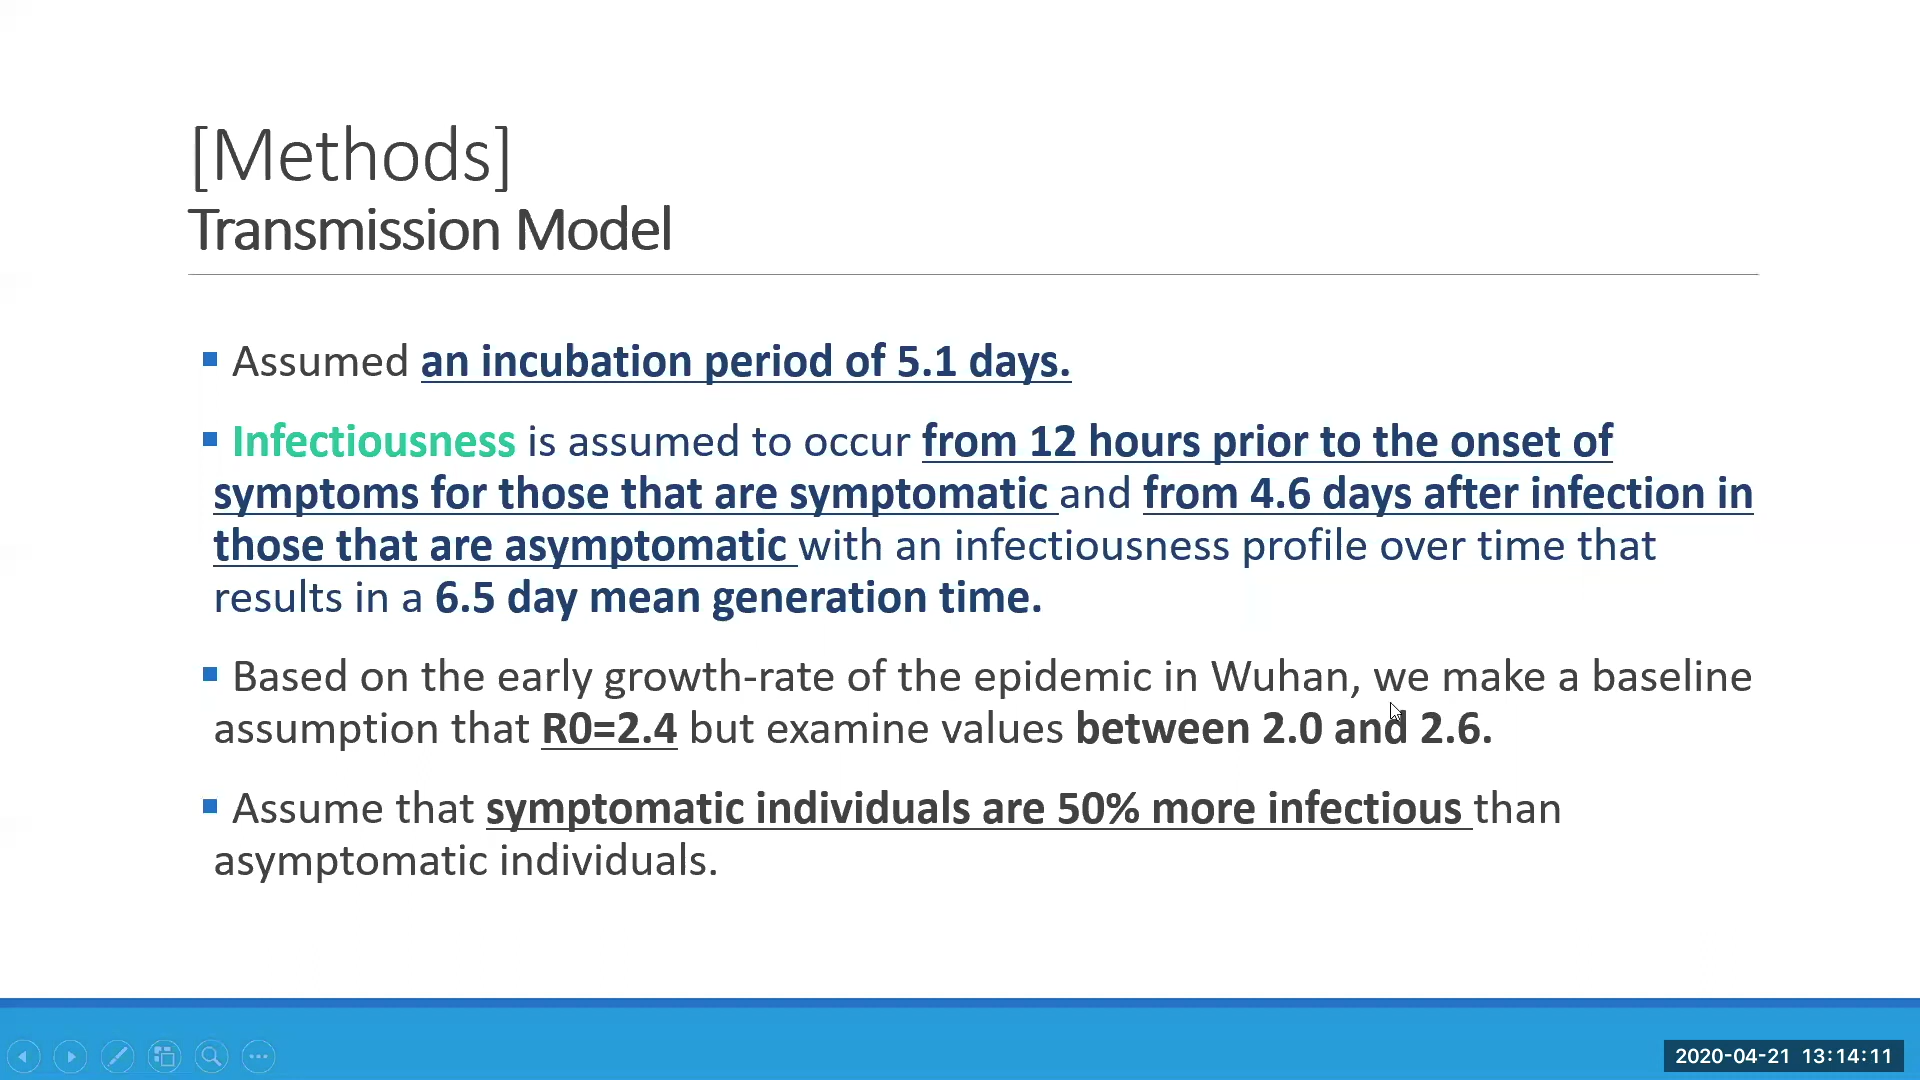 [Methods]
Transmission Model
Assumed an incubation period of 5.1 days.
Infectiousness is assumed to occur from 12 hours prior to the onset of
symptoms for those that are symptomatic and from 4.6 days after infection in
those that are asymptomatic with an infectiousness profile over time that
results in a 6.5 day mean generation time.
Based on the early growth-rate of the epidemic in Wuhan, we make a baseline
assumption that R0=2.4 but examine values between 2.0 and 2.6.
Assume that symptomatic individuals are 50% more infectious than
asymptomatic individuals.
2020-04-21 13:14:11